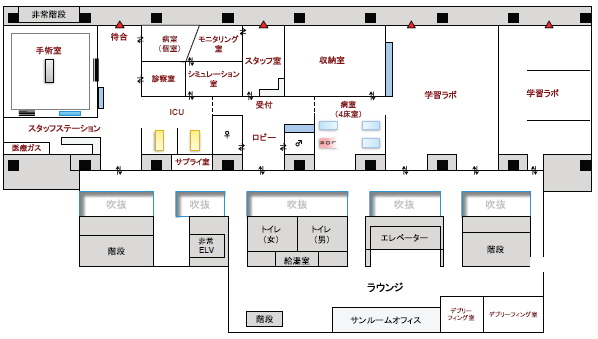 非常階段
手術室
待合
病室
(個室)
モニタリング
室
スタッフ室
収納室
学習ラボ
学習ラボ
診察室
シミュレーション
室
ICU
受付
病室
(4床室)
スタッフステーション
医療ガス
ロビー
♀
♂
サプライ室
吹抜
吹抜
吹抜
吹抜
吹抜
階段
非常
ELV
トイレ
(女)
トイレ
(男)
給湯室
エレベーター
階段
ラウンジ
階段
サンルームオフィス
デブリー
フィング室
デブリーフィング室